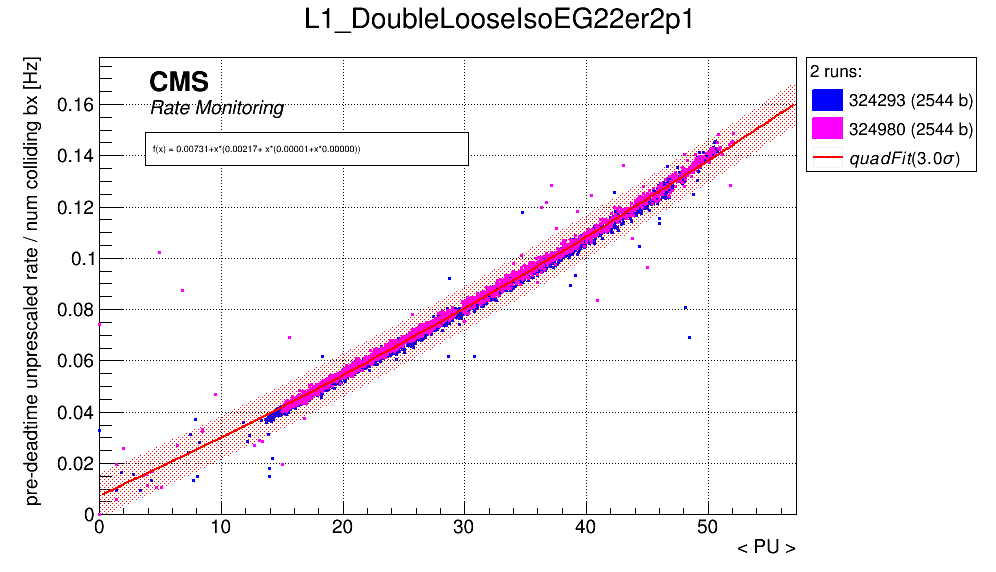 L1_DoubleLooseIsoEG22er2p1
pre-deadtime unprescaled rate / num colliding bx [Hz]
CMS
Rate Monitoring
f(x) = 0.00731+x*(0.00217+ x*(0.00001+x*0.00000))
0.16
0.14
0.12
0.1
0.08
0.06
0.04
0.02
0
0 10 20 30 40 50
< PU >
2 runs:
324293 (2544 b)
324980 (2544 b)
quadFit(3.0σ)